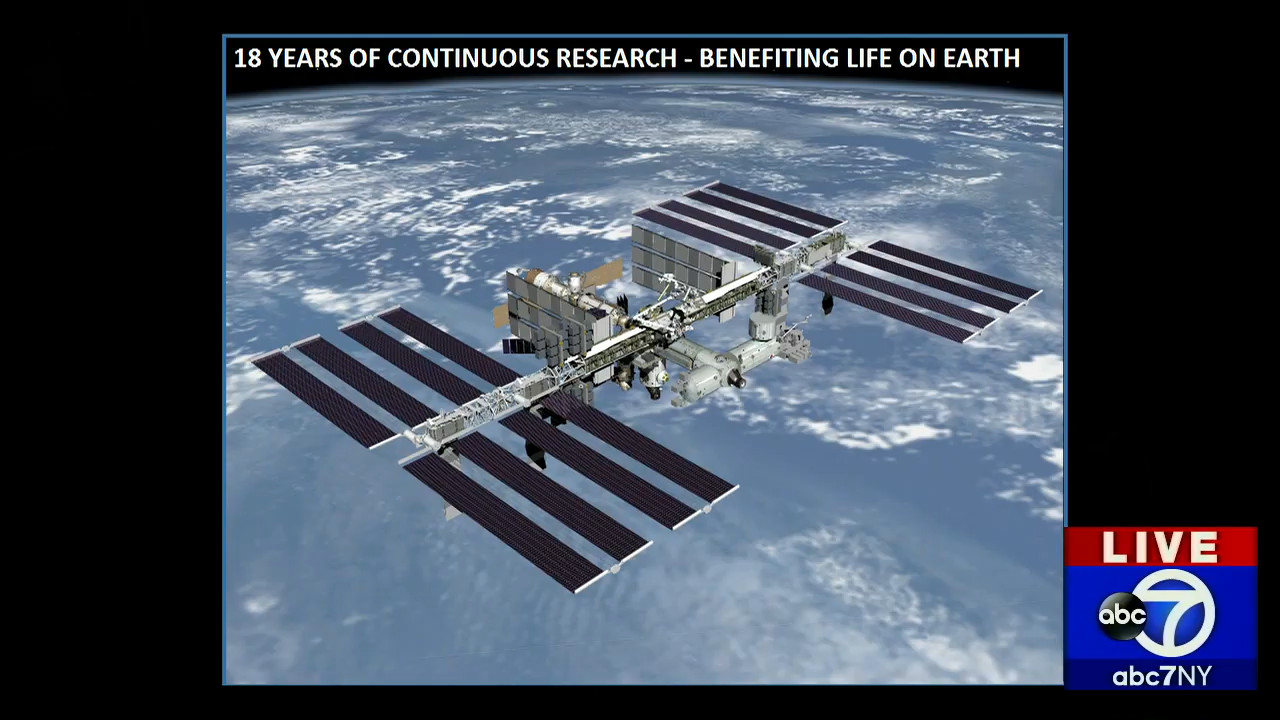 18 YEARS OF CONTINUOUS RESEARCH - BENEFITING LIFE ON EARTH
LIVE
abc 7
abc7NY